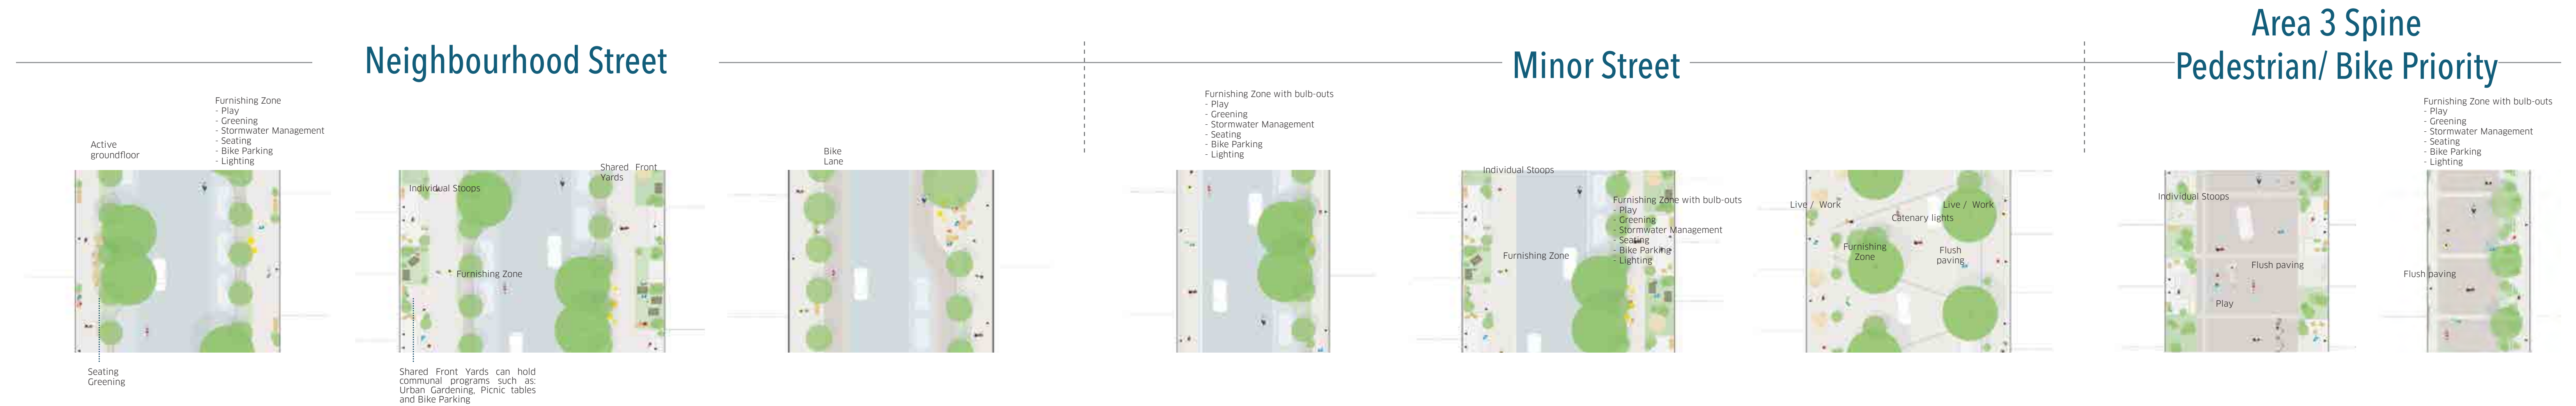 Neighbourhood Street
Furnishing Zone
- Play
- Greening
- Stormwater Management
- Seating
- Bike Parking
- Lighting
Active
groundfloor
Seating
Greening
Individual Stoops
Shared Front
Yards
Furnishing Zone
Shared Front Yards can hold
communal programs such as:
Urban Gardening, Picnic tables
and Bike Parking
Bike
Lane
Minor Street
Furnishing Zone with bulb-outs
- Play
- Greening
- Stormwater Management
- Seating
- Bike Parking
- Lighting
Individual Stoops
Furnishing Zone with bulb-outs
- Play
- Greening
- Stormwater Management
- Seating
- Bike Parking
- Lighting
Furnishing Zone
Live / Work
Live / Work
Catenary lights
Furnishing
Zone
Flush
paving
Area 3 Spine
Pedestrian/ Bike Priority
Individual Stoops
Flush paving
Play
Furnishing Zone with bulb-outs
- Play
- Greening
- Stormwater Management
- Seating
- Bike Parking
- Lighting
Flush paving